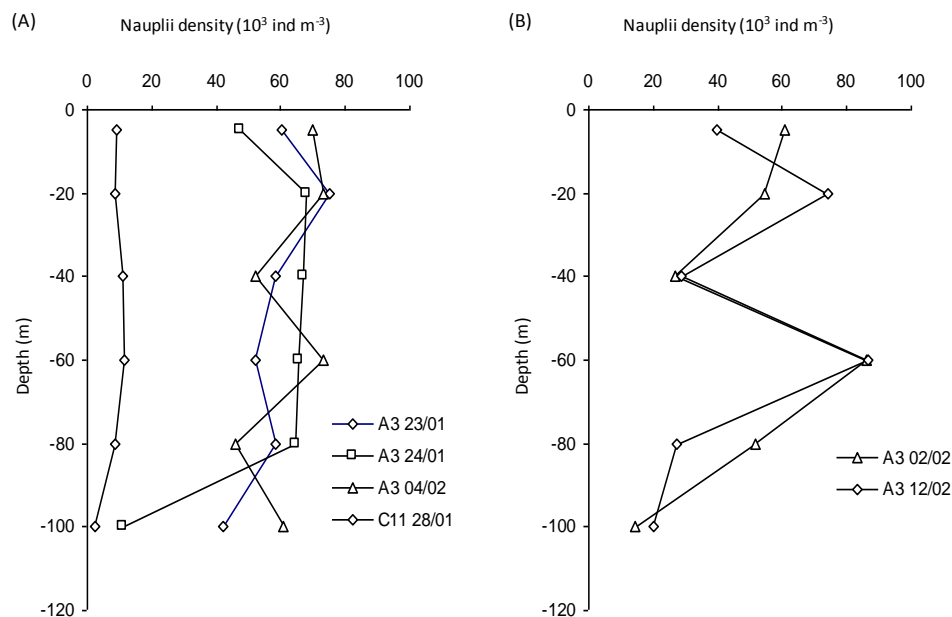 (A)
Nauplii density (10³ ind m⁻³)
0 20 40 60 80 100
0
-20
-40
-60
-80
-100
-120
Depth (m)
A3 23/01
A3 24/01
A3 04/02
C11 28/01
(B)
Nauplii density (10³ ind m⁻³)
0 20 40 60 80 100
0
-20
-40
-60
-80
-100
-120
Depth (m)
A3 02/02
A3 12/02